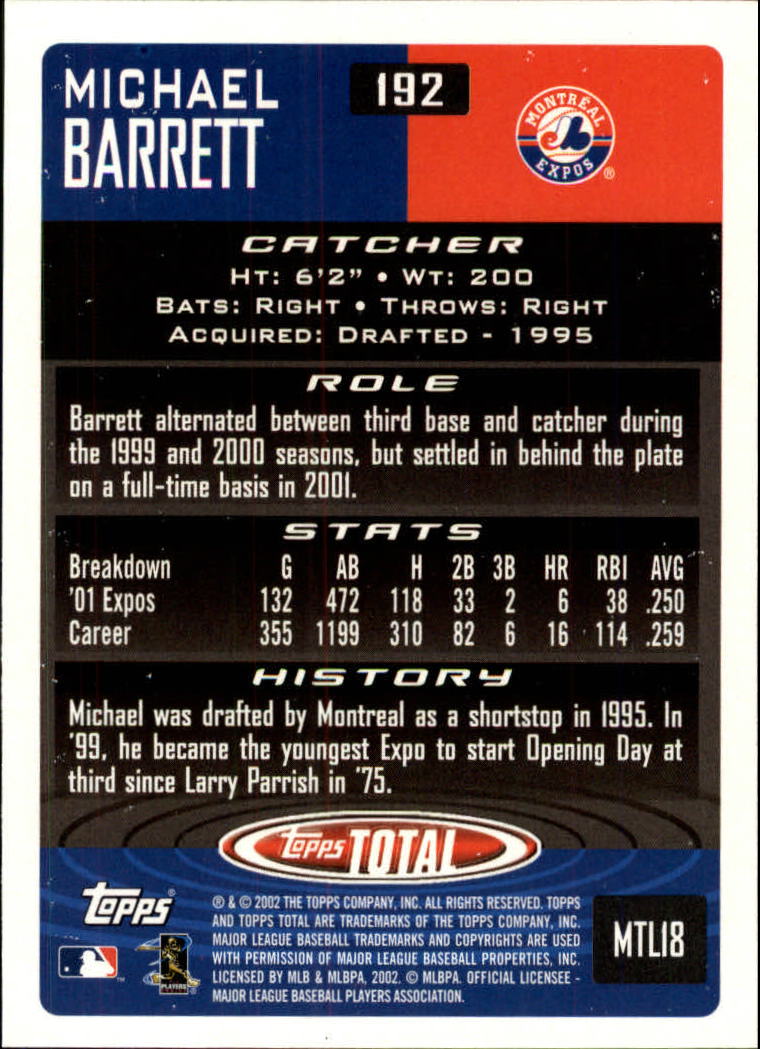 MICHAEL
BARRETT
192
MONTRÉAL
EXPOS
®
CATCHER
HT: 6'2" • WT: 200
BATS: RIGHT • THROWS: RIGHT
ACQUIRED: DRAFTED - 1995
ROLE
Barrett alternated between third base and catcher during
the 1999 and 2000 seasons, but settled in behind the plate
on a full-time basis in 2001.
STATS
Breakdown G AB H 2B 3B HR RBI AVG
'01 Expos 132 472 118 33 2 6 38 .250
Career 355 1199 310 82 6 16 114 .259
HISTORY
Michael was drafted by Montreal as a shortstop in 1995. In
'99, he became the youngest Expo to start Opening Day at
third since Larry Parrish in '75.
Topps TOTAL
Topps®
® & © 2002 THE TOPPS COMPANY, INC. ALL RIGHTS RESERVED. TOPPS
AND TOPPS TOTAL ARE TRADEMARKS OF THE TOPPS COMPANY, INC.
MAJOR LEAGUE BASEBALL TRADEMARKS AND COPYRIGHTS ARE USED
WITH PERMISSION OF MAJOR LEAGUE BASEBALL PROPERTIES, INC.
LICENSED BY MLB & MLBPA, 2002. © MLBPA. OFFICIAL LICENSEE -
MAJOR LEAGUE BASEBALL PLAYERS ASSOCIATION.
MTL18
TM
PLAYERS
®